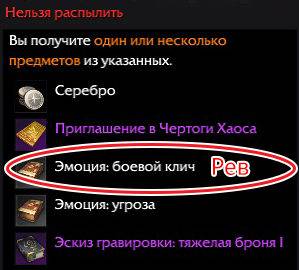 Нельзя распылить
Вы получите один или несколько
предметов из указанных.
Серебро
Приглашение в Чертоги Хаоса
Эмоция: боевой клич Рев
Эмоция: угроза
Эскиз гравировки: тяжелая броня I